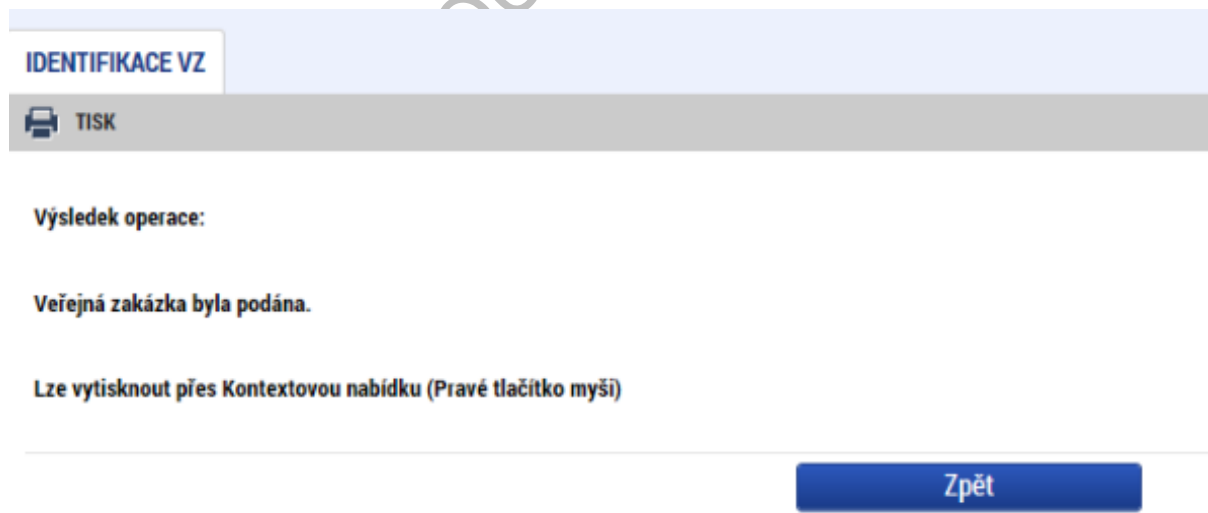 IDENTIFIKACE VZ
TISK
Výsledek operace:
Veřejná zakázka byla podána.
Lze vytisknout přes Kontextovou nabídku (Pravé tlačítko myši)
Zpět